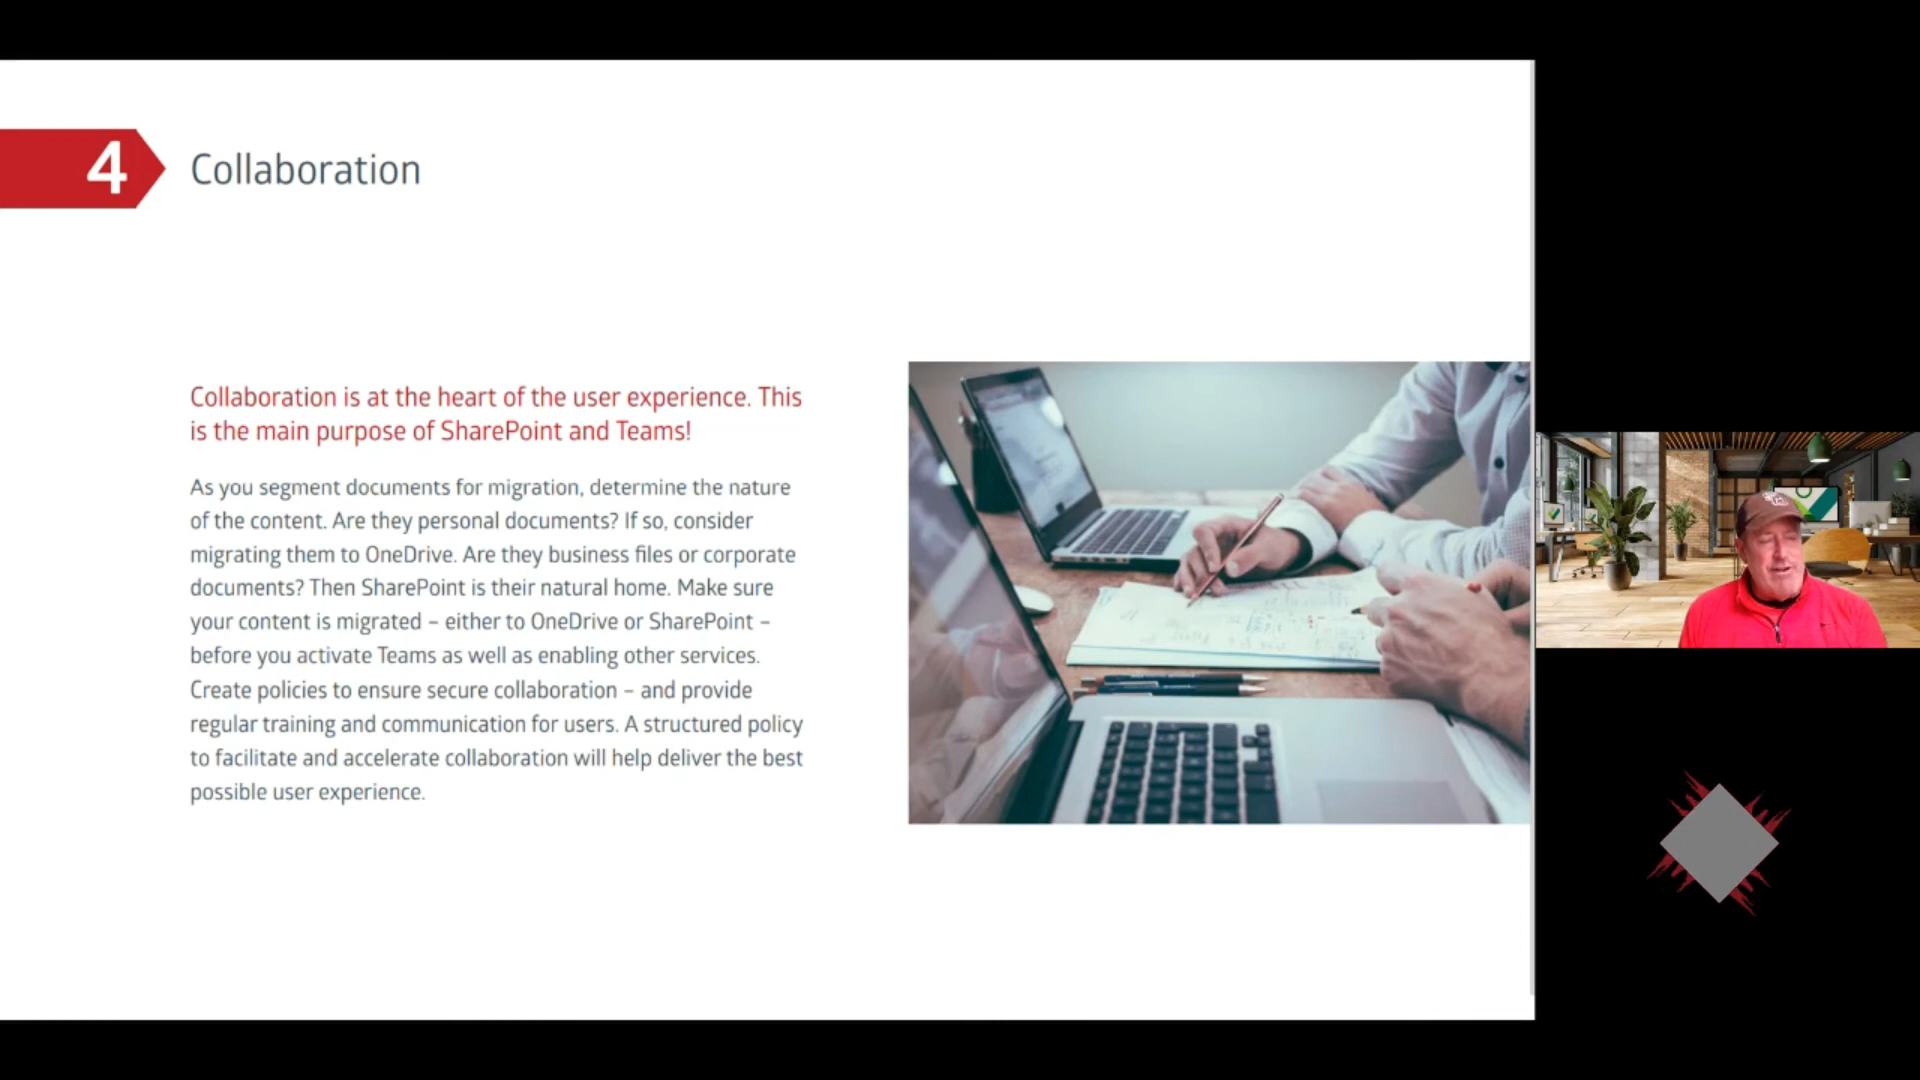 4
Collaboration
Collaboration is at the heart of the user experience. This
is the main purpose of SharePoint and Teams!
As you segment documents for migration, determine the nature
of the content. Are they personal documents? If so, consider
migrating them to OneDrive. Are they business files or corporate
documents? Then SharePoint is their natural home. Make sure
your content is migrated – either to OneDrive or SharePoint –
before you activate Teams as well as enabling other services.
Create policies to ensure secure collaboration – and provide
regular training and communication for users. A structured policy
to facilitate and accelerate collaboration will help deliver the best
possible user experience.